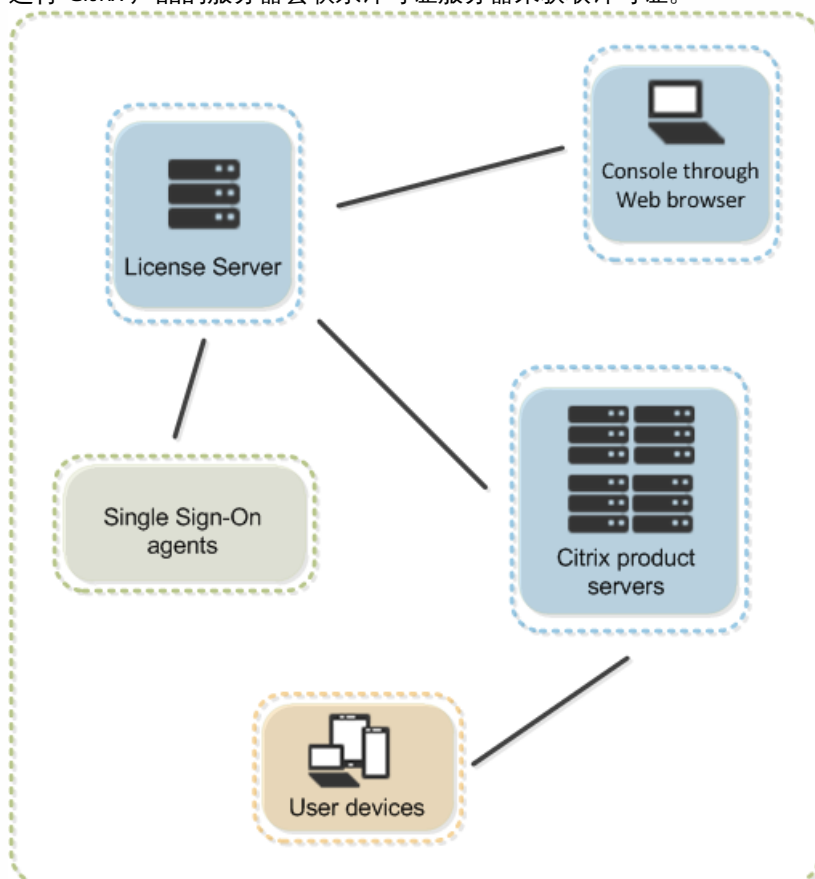 Console through
Web browser
License Server
Single Sign-On
agents
Citrix product
servers
User devices